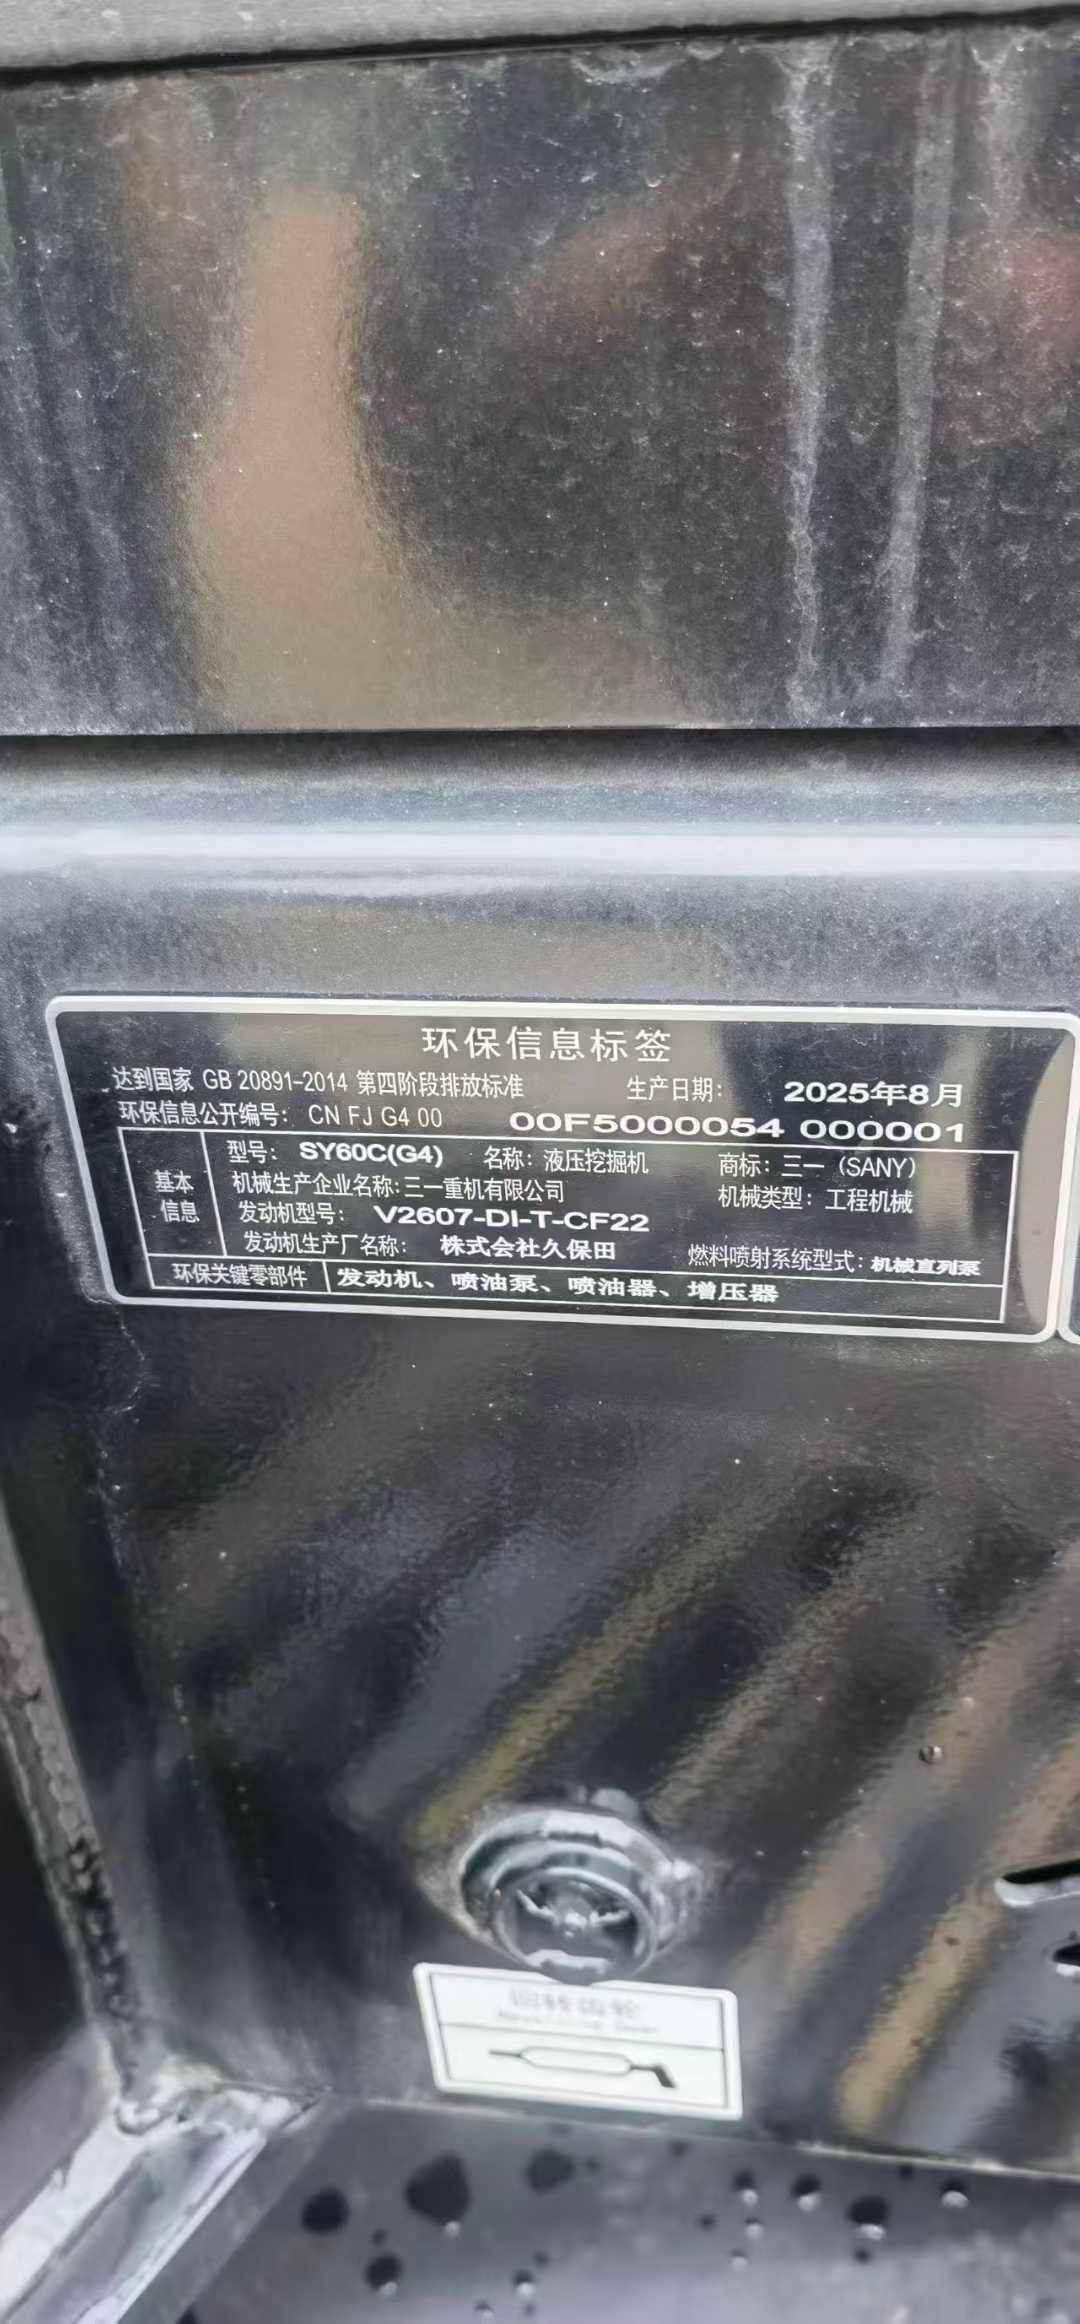 环保信息标签
达到国家 GB 20891-2014 第四阶段排放标准 生产日期： 2025年8月
环保信息公开编号： CN FJ G4 00 00F5000054 000001
基本信息
型号： SY60C(G4) 名称：液压挖掘机 商标：三一（SANY）
机械生产企业名称：三一重机有限公司 机械类型：工程机械
发动机型号： V2607-DI-T-CF22
发动机生产厂名称： 株式会社久保田 燃料喷射系统型式：机械直列泵
环保关键零部件 发动机、喷油泵、喷油器、增压器